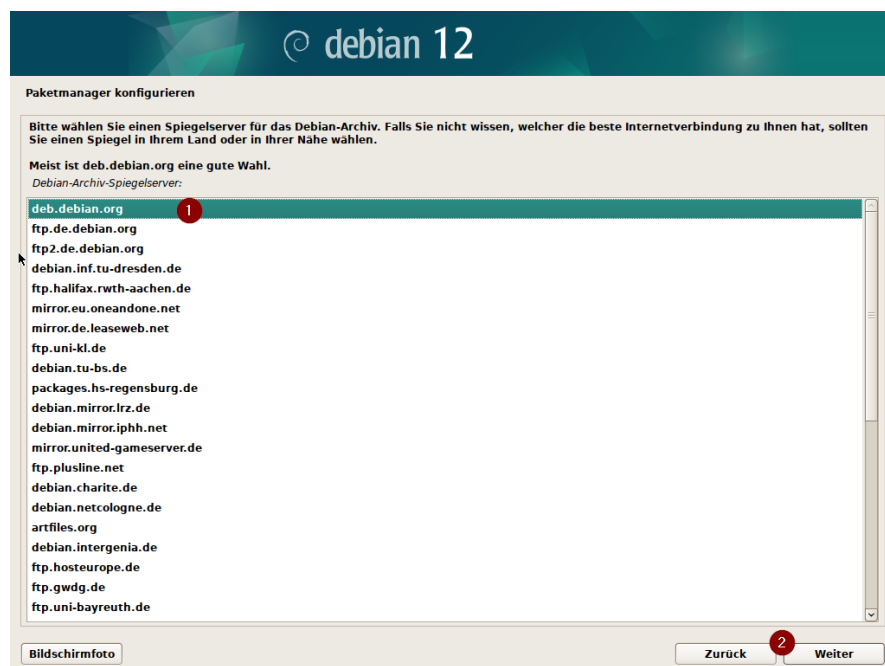 debian 12
Paketmanager konfigurieren
Bitte wählen Sie einen Spiegelserver für das Debian-Archiv. Falls Sie nicht wissen, welcher die beste Internetverbindung zu Ihnen hat, sollten
Sie einen Spiegel in Ihrem Land oder in Ihrer Nähe wählen.
Meist ist deb.debian.org eine gute Wahl.
Debian-Archiv-Spiegelserver:
deb.debian.org 1
ftp.de.debian.org
ftp2.de.debian.org
debian.inf.tu-dresden.de
ftp.halifax.rwth-aachen.de
mirror.eu.oneandone.net
mirror.de.leaseweb.net
ftp.uni-kl.de
debian.tu-bs.de
packages.hs-regensburg.de
debian.mirror.lrz.de
debian.mirror.iphh.net
mirror.united-gameserver.de
ftp.plusline.net
debian.charite.de
debian.netcologne.de
artfiles.org
debian.intergenia.de
ftp.hosteurope.de
ftp.gwdg.de
ftp.uni-bayreuth.de
Bildschirmfoto Zurück 2 Weiter